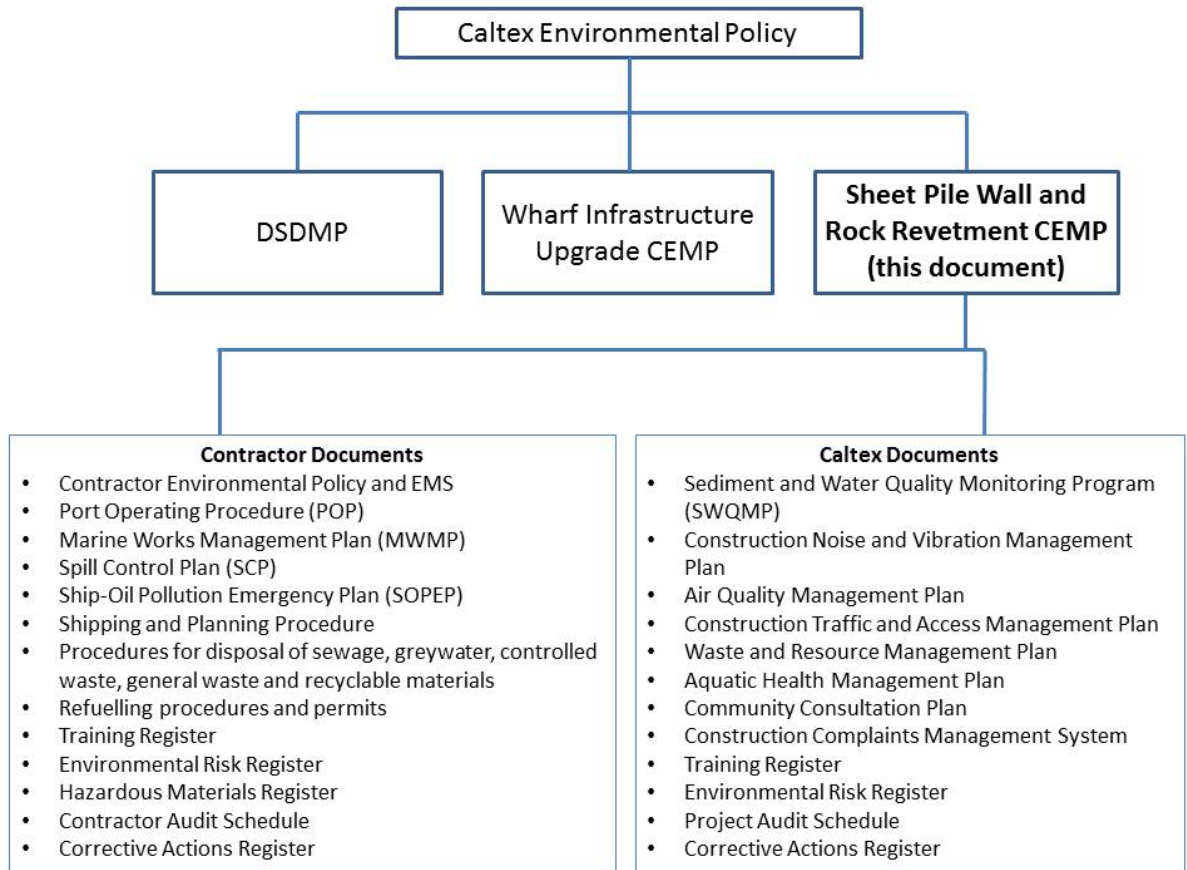 Caltex Environmental Policy
DSDMP
Wharf Infrastructure
Upgrade CEMP
Sheet Pile Wall and
Rock Revetment CEMP
(this document)
Contractor Documents
• Contractor Environmental Policy and EMS
• Port Operating Procedure (POP)
• Marine Works Management Plan (MWMP)
• Spill Control Plan (SCP)
• Ship-Oil Pollution Emergency Plan (SOPEP)
• Shipping and Planning Procedure
• Procedures for disposal of sewage, greywater, controlled
waste, general waste and recyclable materials
• Refuelling procedures and permits
• Training Register
• Environmental Risk Register
• Hazardous Materials Register
• Contractor Audit Schedule
• Corrective Actions Register
Caltex Documents
• Sediment and Water Quality Monitoring Program
(SWQMP)
• Construction Noise and Vibration Management
Plan
• Air Quality Management Plan
• Construction Traffic and Access Management Plan
• Waste and Resource Management Plan
• Aquatic Health Management Plan
• Community Consultation Plan
• Construction Complaints Management System
• Training Register
• Environmental Risk Register
• Project Audit Schedule
• Corrective Actions Register